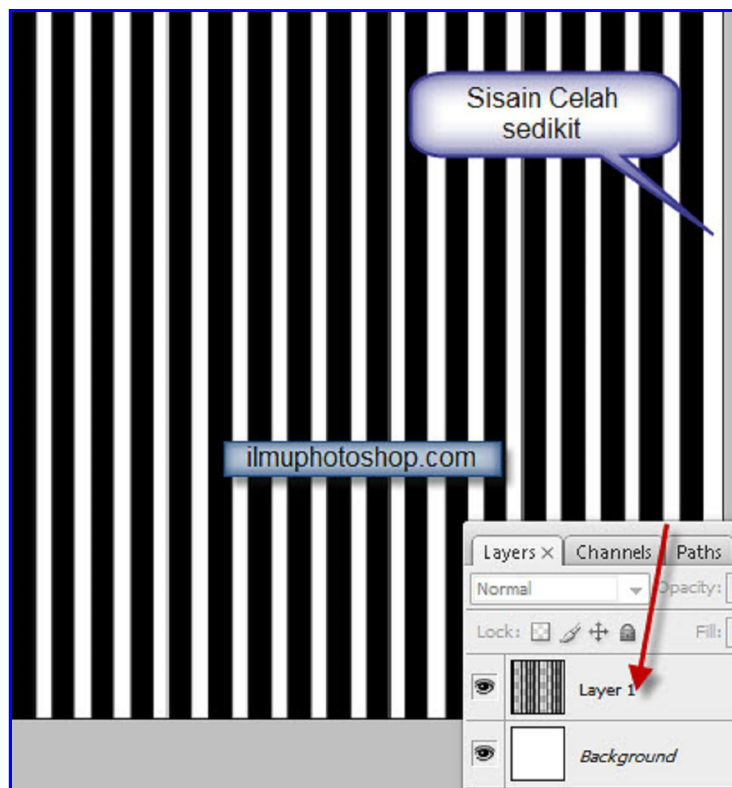 Sisain Celah
sedikit
ilmuphotoshop.com
Layers × Channels Paths
Normal Opacity:
Lock: Fill:
Layer 1
Background